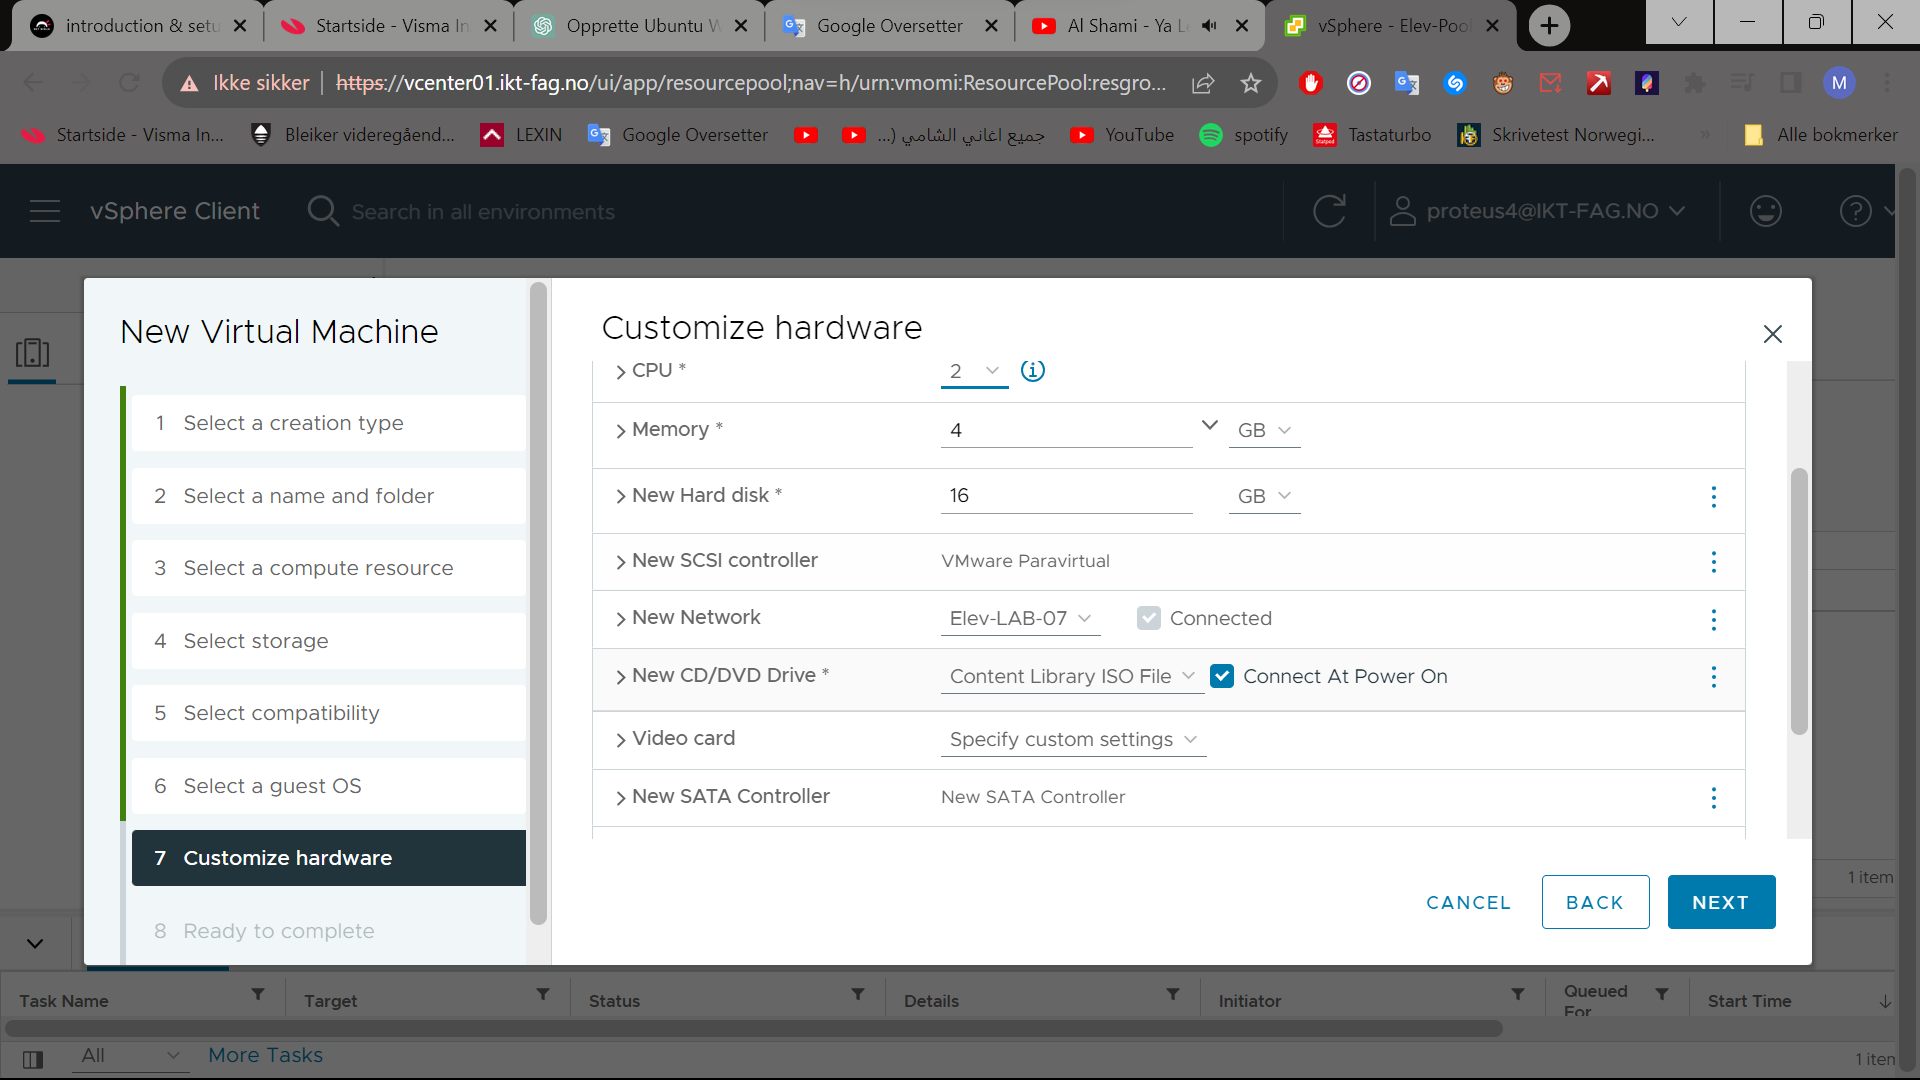 introduction & setu
Startside - Visma In
Opprette Ubuntu W
Google Oversetter
Al Shami - Ya Le
vSphere - Elev-Pool
Ikke sikker
https://vcenter01.ikt-fag.no/ui/app/resourcepool;nav=h/urn:vmomi:ResourcePool:resgro...
M
Startside - Visma In...
Bleiker videregåend...
LEXIN
Google Oversetter
جميع اغاني الشامي (...
YouTube
spotify
Tastaturbo
Skrivetest Norwegi...
»
Alle bokmerker
vSphere Client
Search in all environments
proteus4@IKT-FAG.NO
New Virtual Machine
1 Select a creation type
2 Select a name and folder
3 Select a compute resource
4 Select storage
5 Select compatibility
6 Select a guest OS
7 Customize hardware
8 Ready to complete
Customize hardware
CPU * 2
Memory * 4 GB
New Hard disk * 16 GB
New SCSI controller VMware Paravirtual
New Network Elev-LAB-07 Connected
New CD/DVD Drive * Content Library ISO File Connect At Power On
Video card Specify custom settings
New SATA Controller New SATA Controller
CANCEL BACK NEXT
1 item
Task Name Target Status Details Initiator Queued For Start Time
All More Tasks
1 item